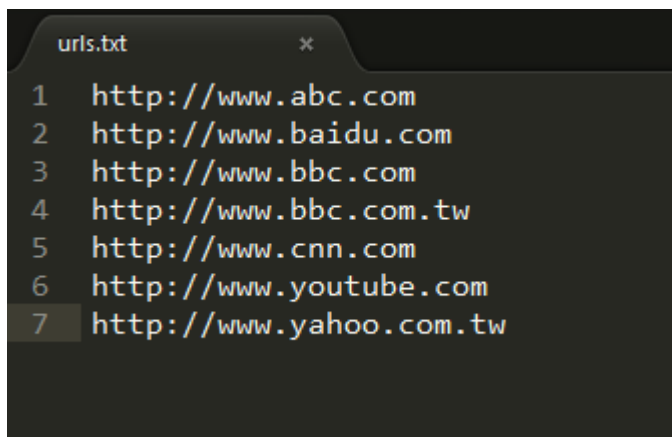 urls.txt ×
1 http://www.abc.com
2 http://www.baidu.com
3 http://www.bbc.com
4 http://www.bbc.com.tw
5 http://www.cnn.com
6 http://www.youtube.com
7 http://www.yahoo.com.tw